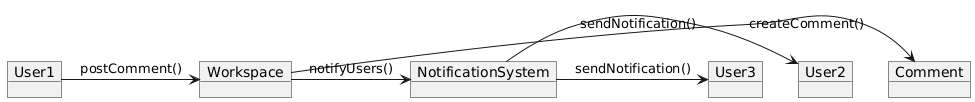 sendNotification()
createComment()
postComment()
notifyUsers()
sendNotification()
User1
Workspace
NotificationSystem
User3
User2
Comment